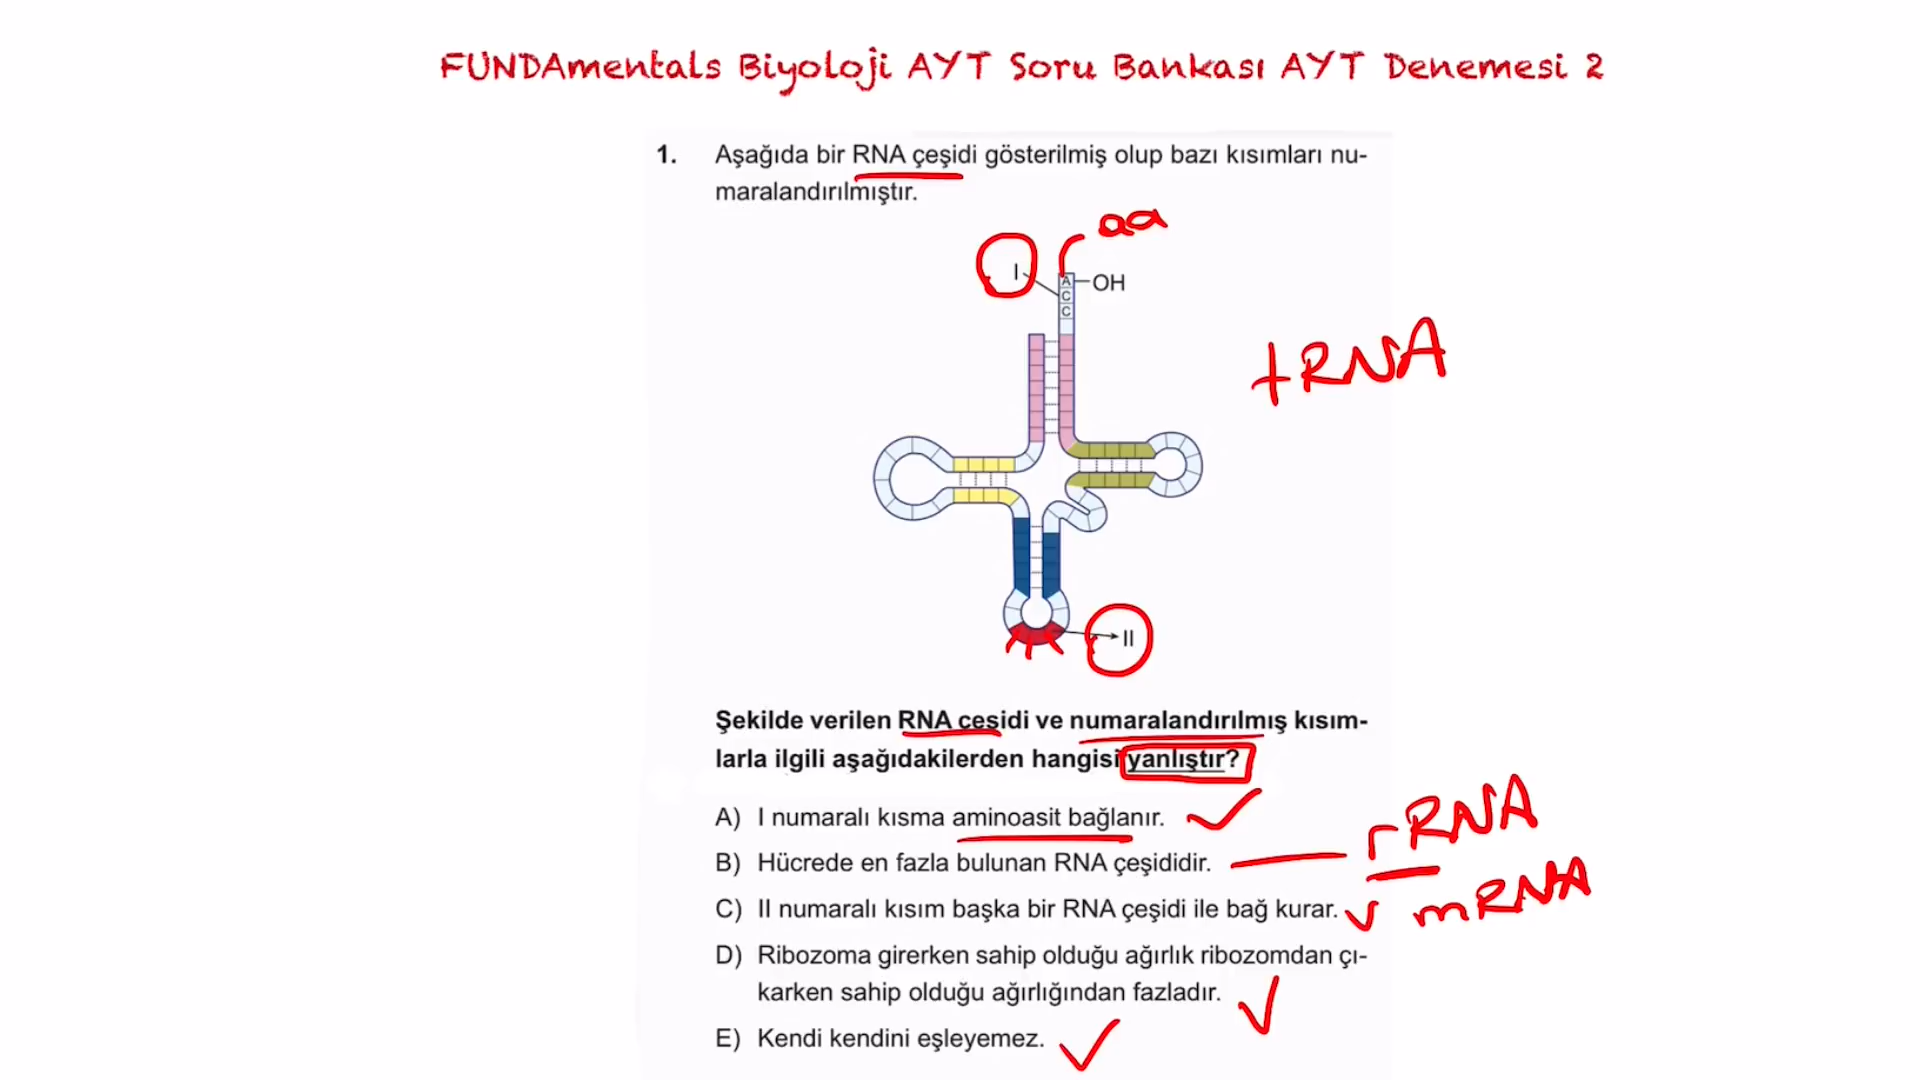 FUNDAmentals Biyoloji AYT Soru Bankası AYT Denemesi 2
1. Aşağıda bir RNA çeşidi gösterilmiş olup bazı kısımları nu-
maralandırılmıştır.
aa
I
A OH
C
C
tRNA
II
Şekilde verilen RNA çeşidi ve numaralandırılmış kısım-
larla ilgili aşağıdakilerden hangisi yanlıştır?
A) I numaralı kısma aminoasit bağlanır.
rRNA
B) Hücrede en fazla bulunan RNA çeşididir.
C) II numaralı kısım başka bir RNA çeşidi ile bağ kurar. mRNA
D) Ribozoma girerken sahip olduğu ağırlık ribozomdan çı-
karken sahip olduğu ağırlığından fazladır.
E) Kendi kendini eşleyemez.